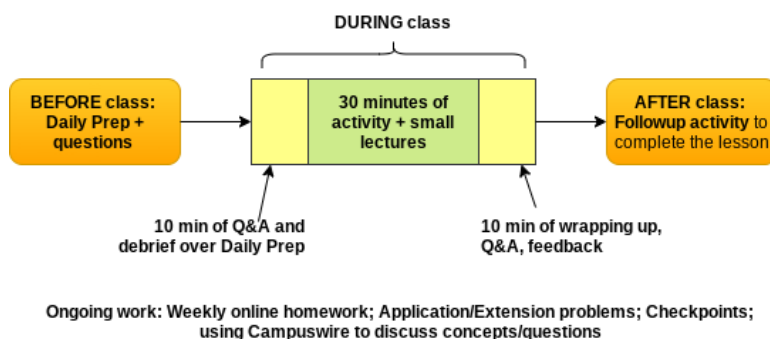 DURING class
BEFORE class:
Daily Prep +
questions
30 minutes of
activity + small
lectures
AFTER class:
Followup activity to
complete the lesson
10 min of Q&A and
debrief over Daily Prep
10 min of wrapping up,
Q&A, feedback
Ongoing work: Weekly online homework; Application/Extension problems; Checkpoints;
using Campuswire to discuss concepts/questions